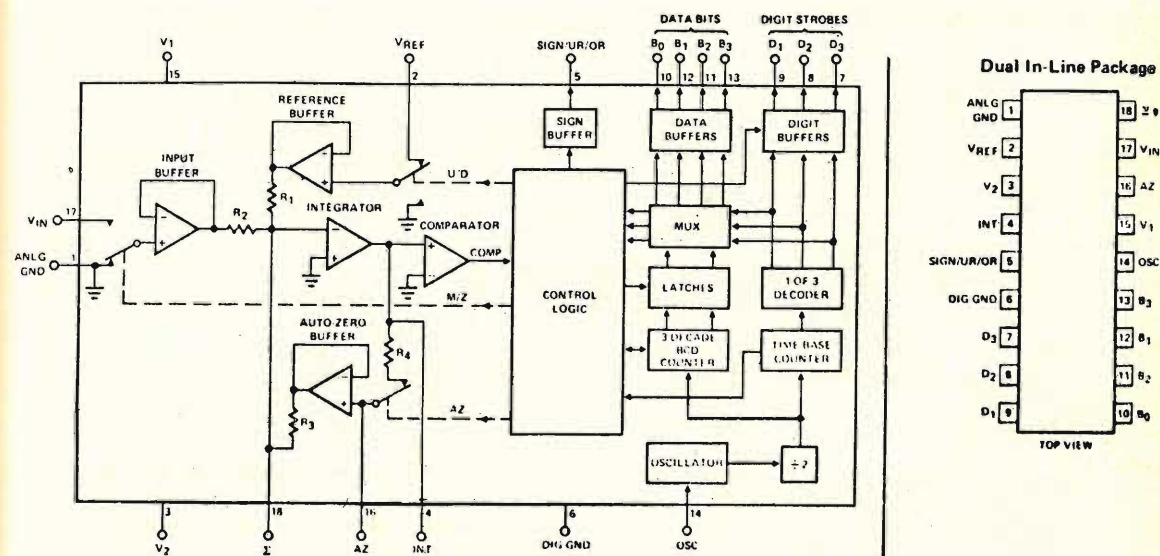 DATA BITS
DIGIT STROBES
V1
VREF
SIGN/UR/OR
B0 B1 B2 B3
D1 D2 D3
15
2
5
10 12 11 13
9 8 7
REFERENCE BUFFER
SIGN BUFFER
DATA BUFFERS
DIGIT BUFFERS
INPUT BUFFER
U/D
R1
R2
INTEGRATOR
COMPARATOR
MUX
VIN
17
COMP
ANLG GND
1
CONTROL LOGIC
LATCHES
1 OF 3 DECODER
M/Z
AUTO-ZERO BUFFER
R4
3 DECADE BCD COUNTER
TIME BASE COUNTER
R3
AZ
OSCILLATOR
÷2
3
18
16
4
6
14
V2
Σ
AZ
INT
DIG GND
OSC
Dual In-Line Package
ANLG GND 1
18
VREF 2
17 VIN
V2 3
16 AZ
INT 4
15 V1
SIGN/UR/OR 5
14 OSC
DIG GND 6
13 B3
D3 7
12 B1
D2 8
11 B2
D1 9
10 B0
TOP VIEW